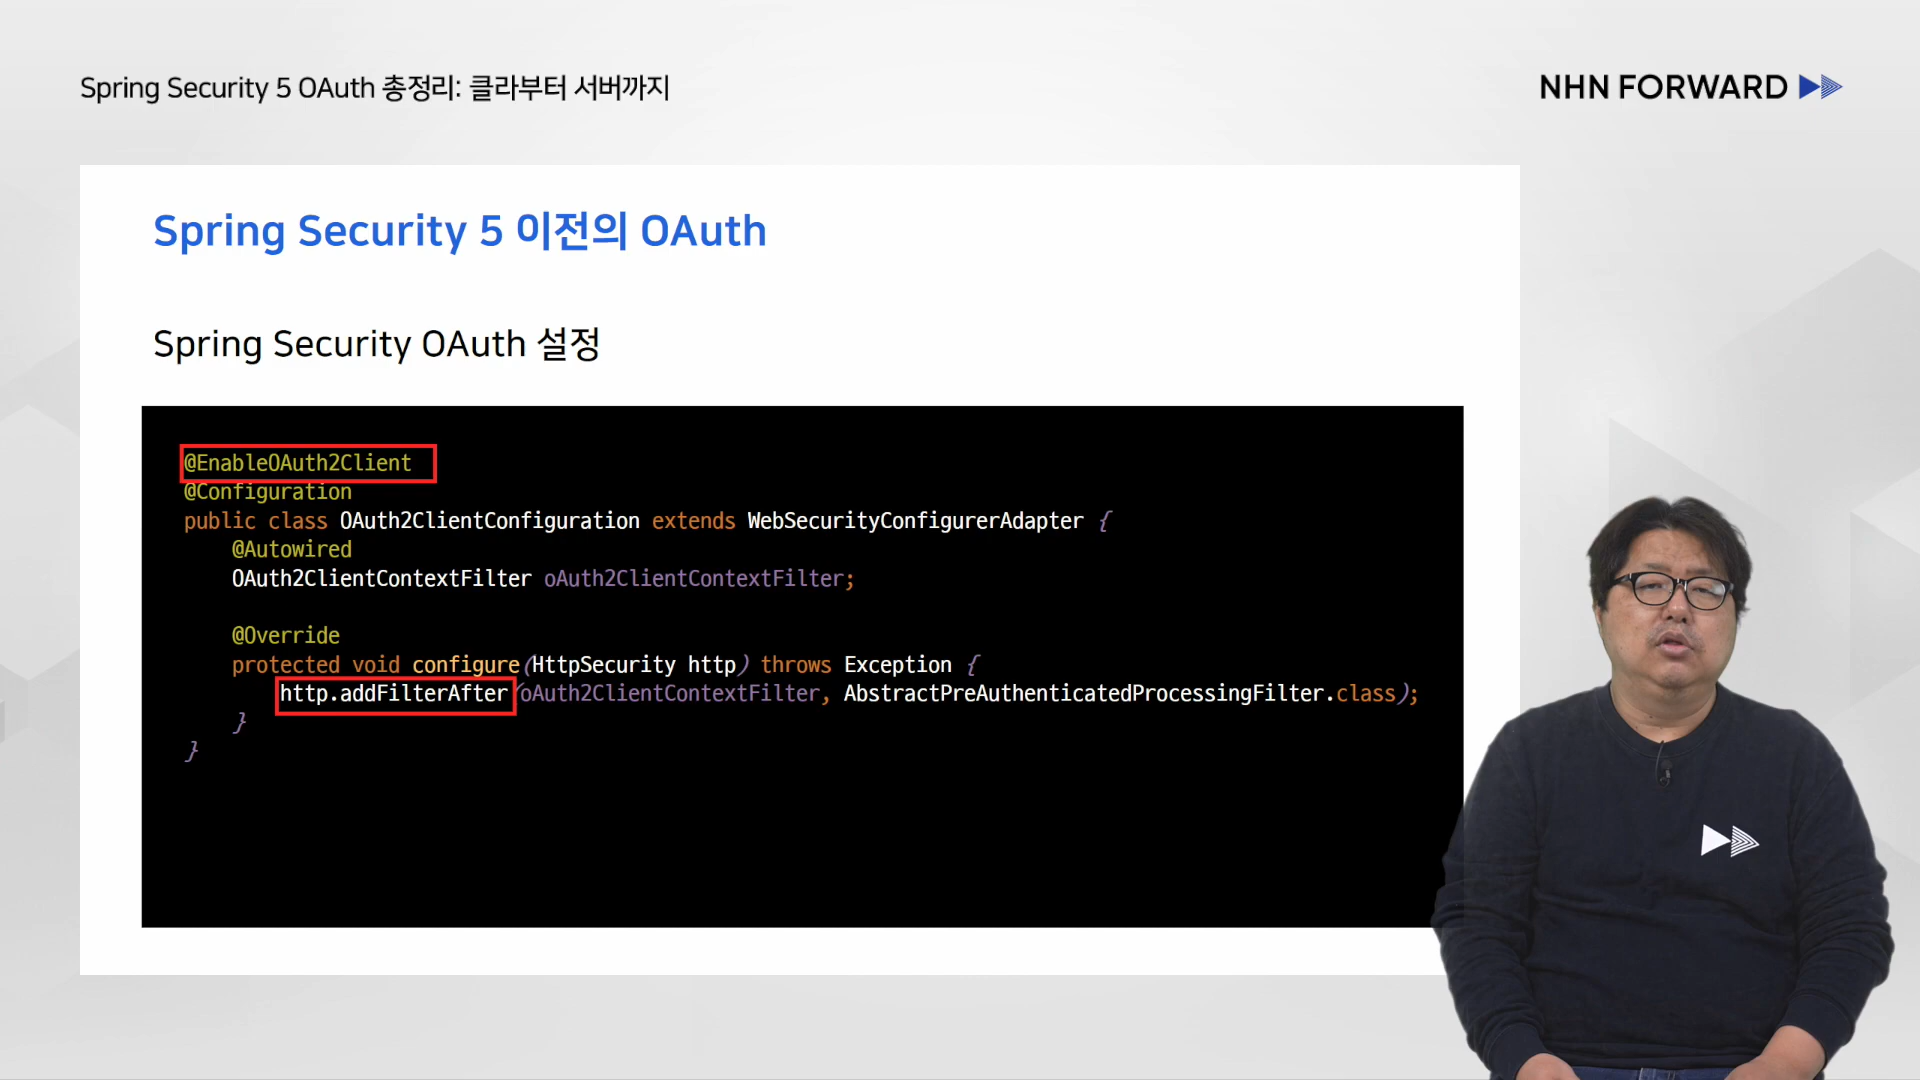 Spring Security 5 OAuth 총정리: 클라부터 서버까지
NHN FORWARD
Spring Security 5 이전의 OAuth
Spring Security OAuth 설정
@EnableOAuth2Client
@Configuration
public class OAuth2ClientConfiguration extends WebSecurityConfigurerAdapter {
@Autowired
OAuth2ClientContextFilter oAuth2ClientContextFilter;
@Override
protected void configure(HttpSecurity http) throws Exception {
http.addFilterAfter(oAuth2ClientContextFilter, AbstractPreAuthenticatedProcessingFilter.class);
}
}